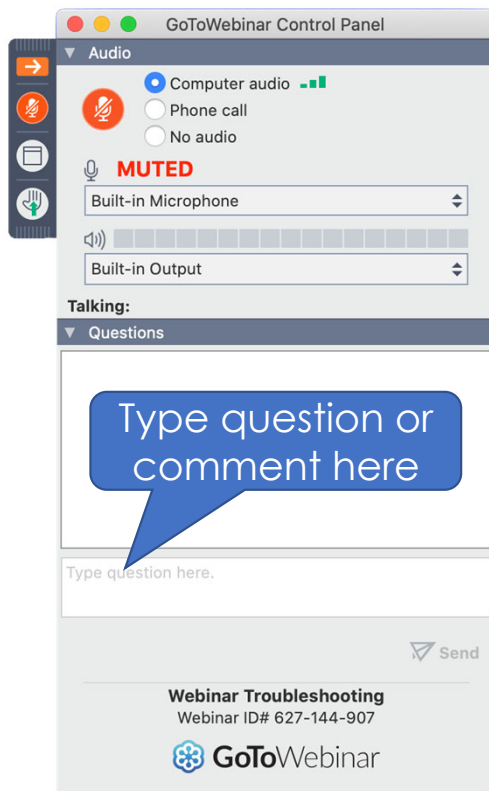 GoToWebinar Control Panel
Audio
Computer audio
Phone call
No audio
MUTED
Built-in Microphone
Built-in Output
Talking:
Questions
Type question or
comment here
Type question here.
Send
Webinar Troubleshooting
Webinar ID# 627-144-907
GoToWebinar